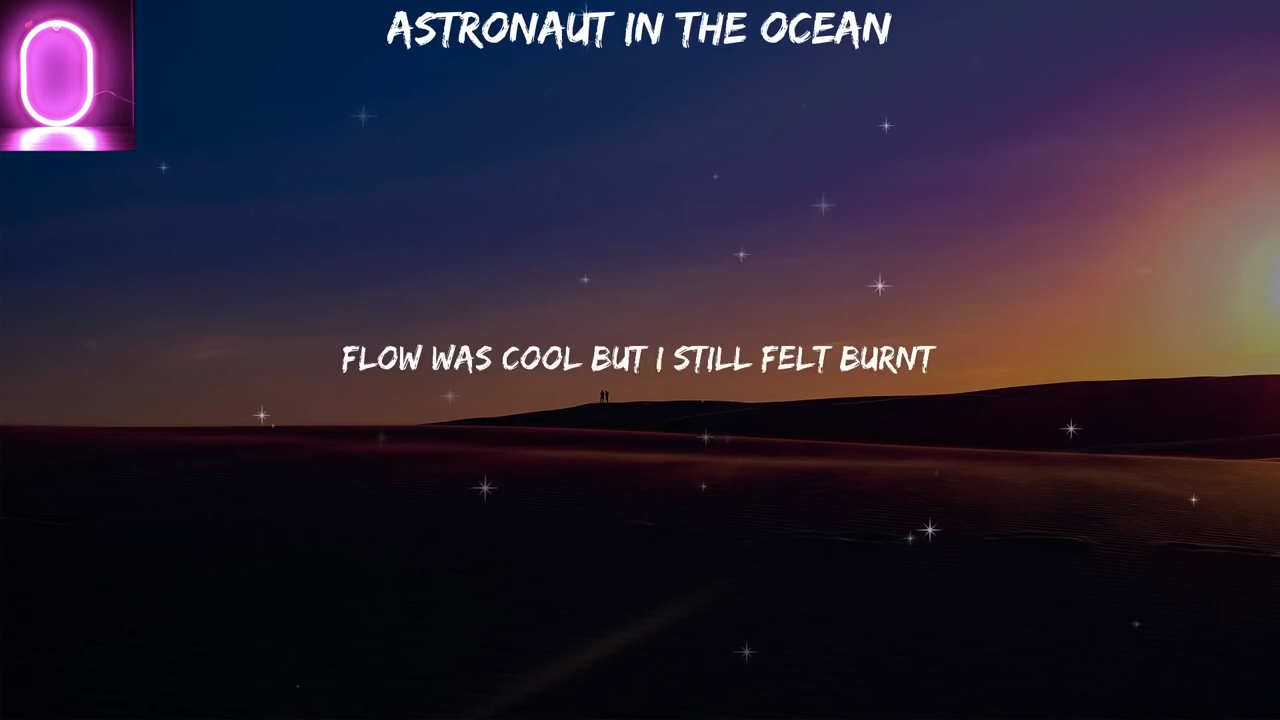 ASTRONAUT IN THE OCEAN
FLOW WAS COOL BUT I STILL FELT BURNT